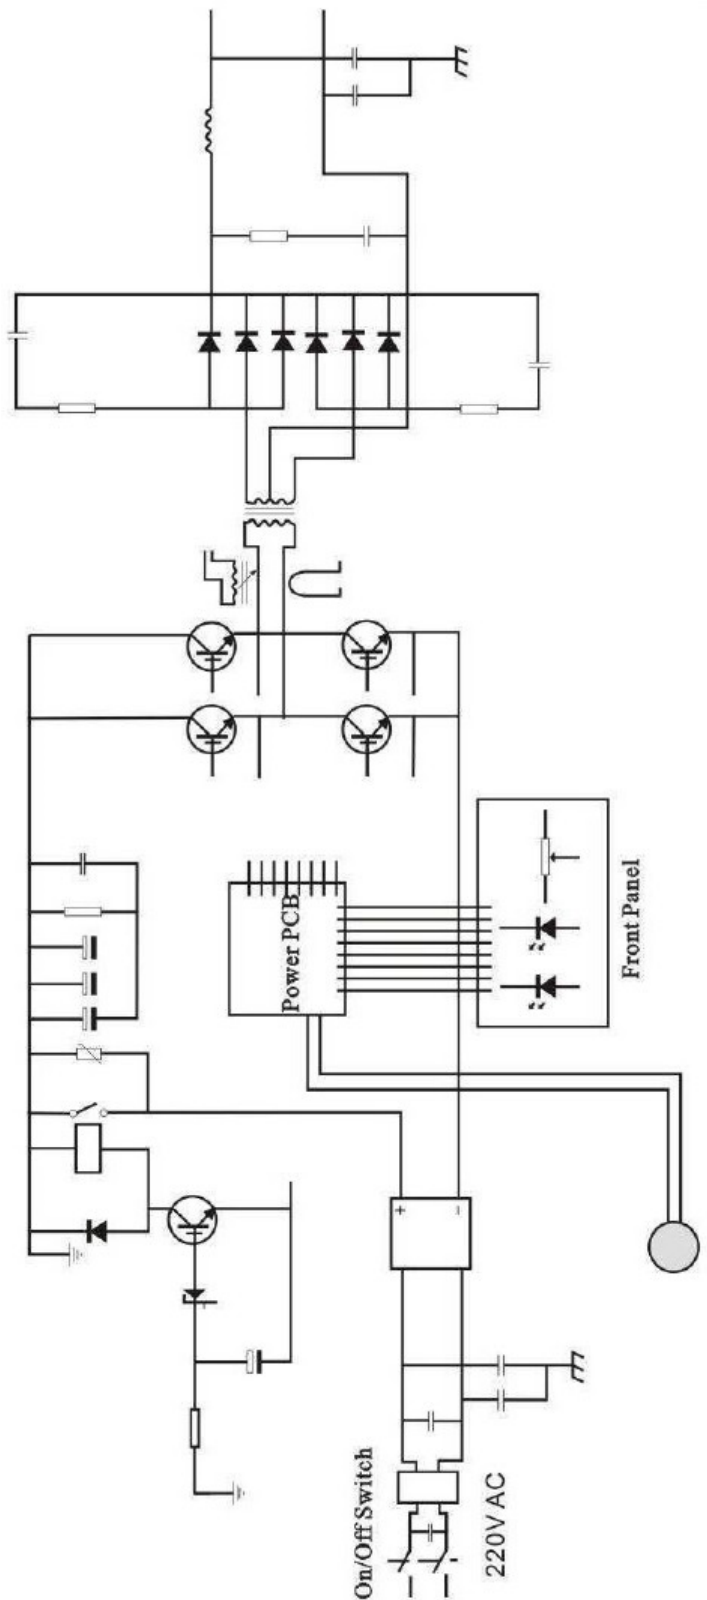 On/Off Switch
220V AC
+
-
Power PCB
Front Panel